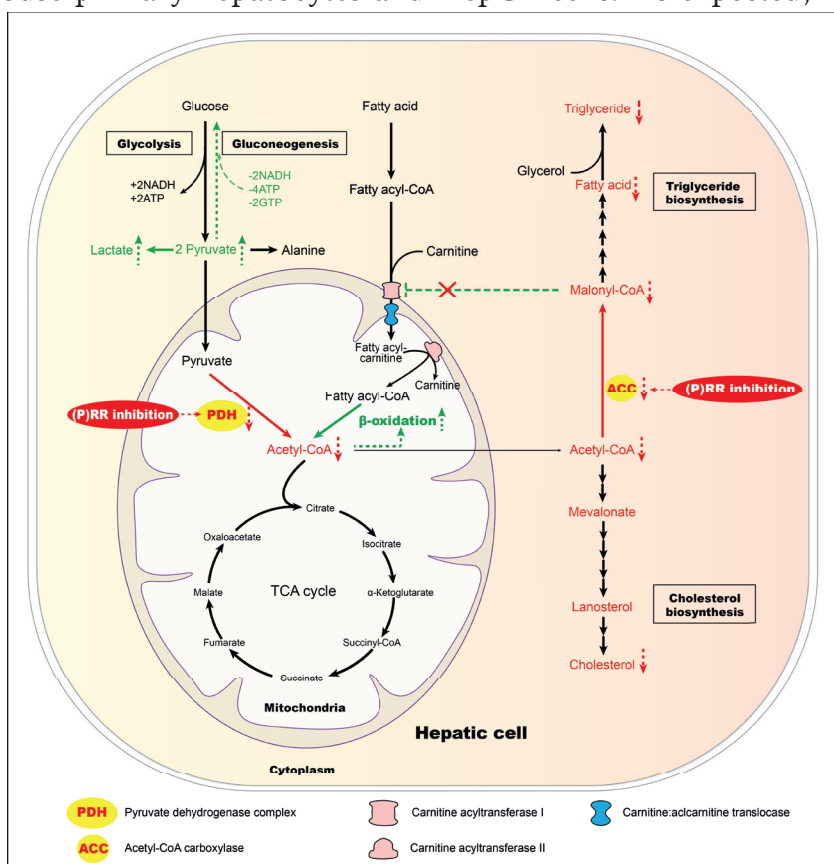 Glucose
Fatty acid
Triglyceride
Glycolysis
Gluconeogenesis
+2NADH
+2ATP
-2NADH
-4ATP
-2GTP
Glycerol
Fatty acyl-CoA
Fatty acid
Triglyceride
biosynthesis
Lactate
2 Pyruvate
Alanine
Carnitine
Malonyl-CoA
Pyruvate
Fatty acyl-
carnitine
Carnitine
Fatty acyl-CoA
(P)RR inhibition
PDH
β-oxidation
ACC
(P)RR inhibition
Acetyl-CoA
Acetyl-CoA
Citrate
Mevalonate
Oxaloacetate
Isocitrate
TCA cycle
Malate
α-Ketoglutarate
Lanosterol
Cholesterol
biosynthesis
Fumarate
Succinyl-CoA
Cholesterol
Succinate
Mitochondria
Hepatic cell
Cytoplasm
PDH
Pyruvate dehydrogenase complex
Carnitine acyltransferase I
Carnitine:aclcarnitine translocase
ACC
Acetyl-CoA carboxylase
Carnitine acyltransferase II